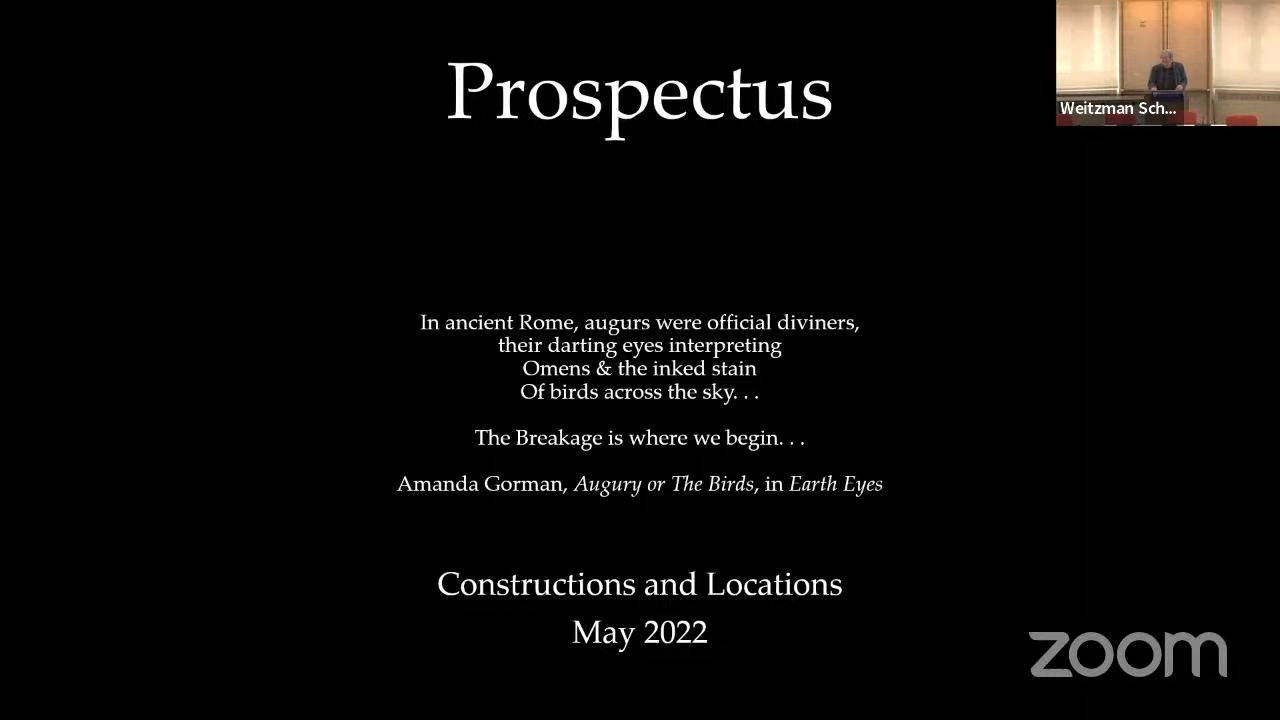 Prospectus
Weitzman Sch...
In ancient Rome, augurs were official diviners,
their darting eyes interpreting
Omens & the inked stain
Of birds across the sky. . .
The Breakage is where we begin. . .
Amanda Gorman, Augury or The Birds, in Earth Eyes
Constructions and Locations
May 2022
zoom